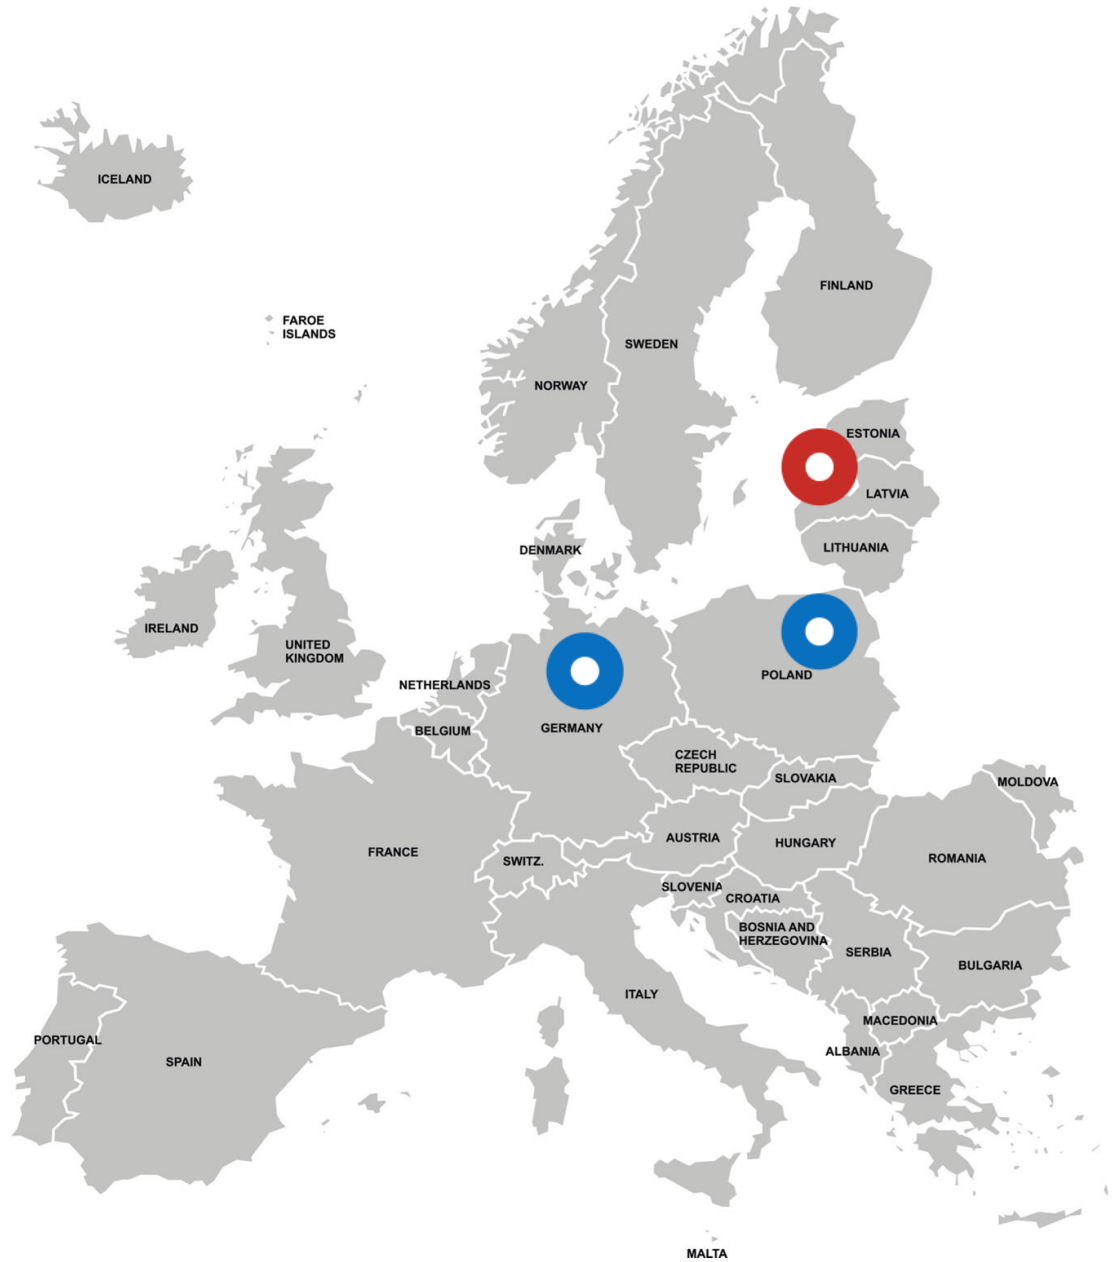 ICELAND
FINLAND
FAROE
ISLANDS
SWEDEN
NORWAY
ESTONIA
LATVIA
DENMARK
LITHUANIA
IRELAND
UNITED
KINGDOM
POLAND
NETHERLANDS
GERMANY
BELGIUM
CZECH
REPUBLIC
SLOVAKIA
MOLDOVA
AUSTRIA
HUNGARY
FRANCE
ROMANIA
SWITZ.
SLOVENIA
CROATIA
BOSNIA AND
HERZEGOVINA
SERBIA
BULGARIA
ITALY
MACEDONIA
PORTUGAL
ALBANIA
SPAIN
GREECE
MALTA